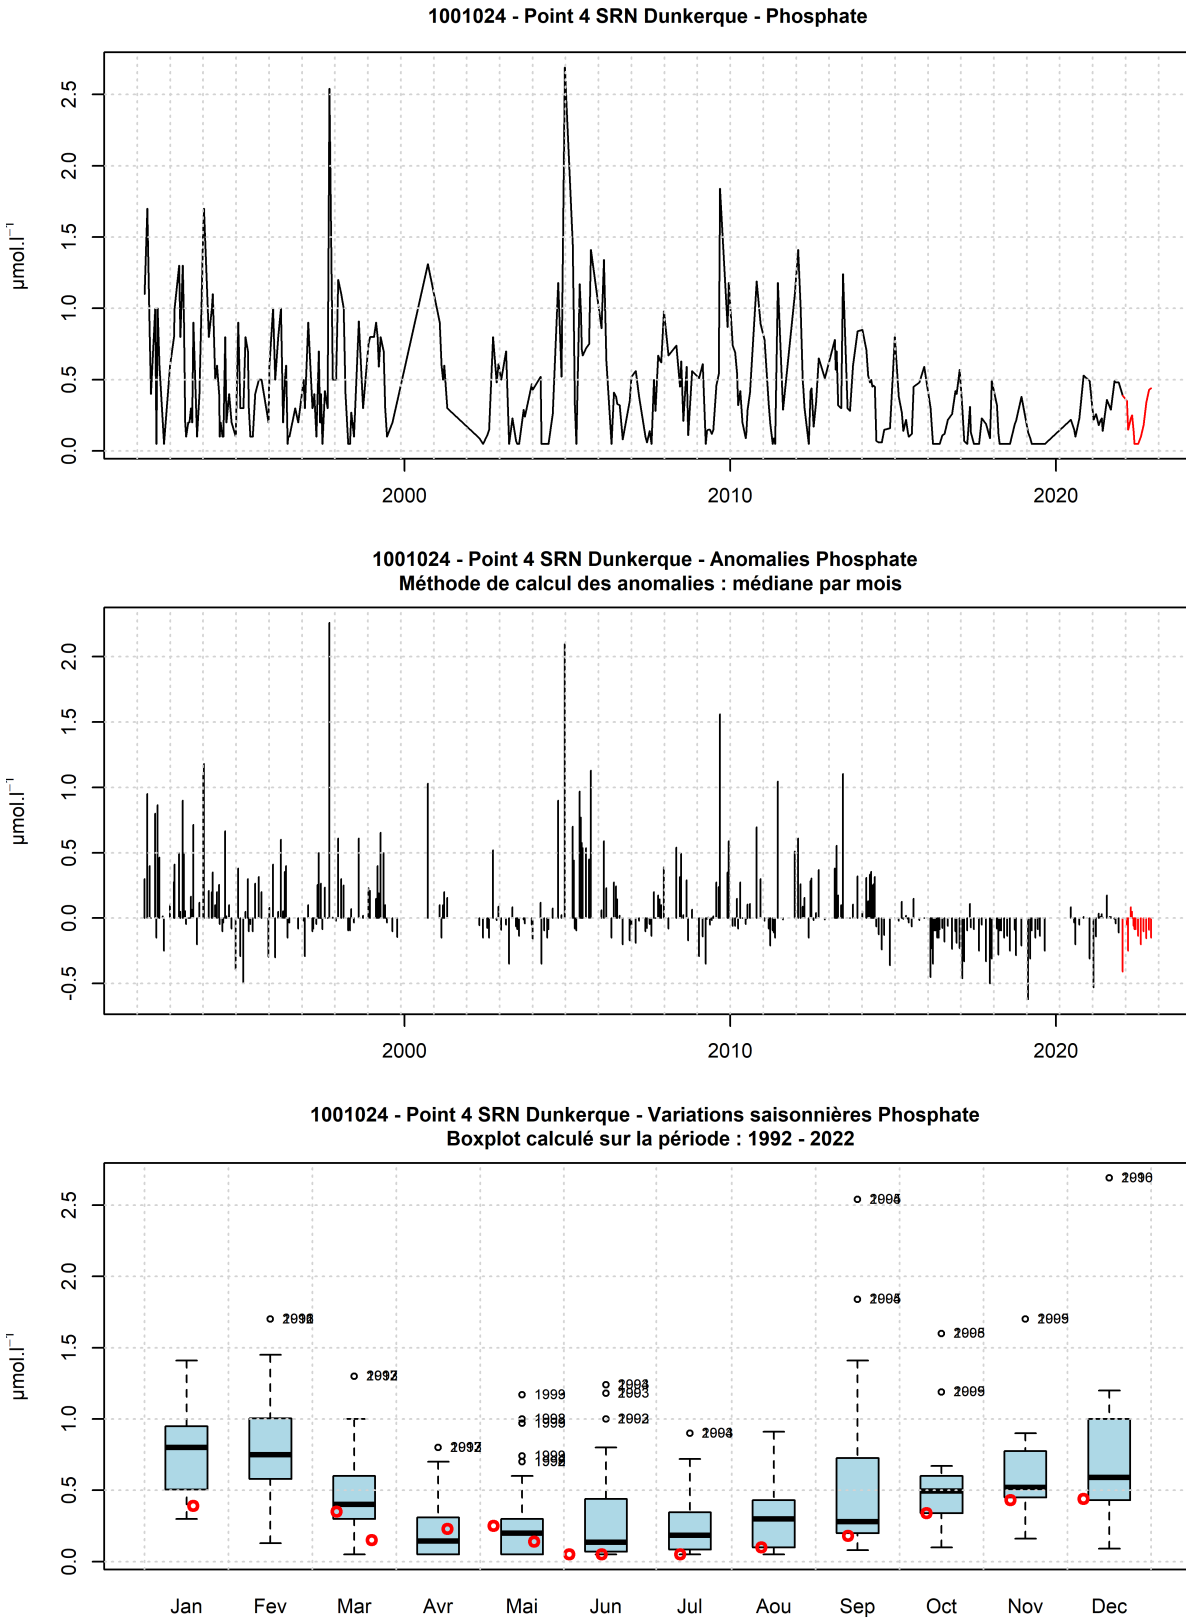 1001024 - Point 4 SRN Dunkerque - Phosphate
µmol.l⁻¹
2.5
2.0
1.5
1.0
0.5
0.0
2000 2010 2020
1001024 - Point 4 SRN Dunkerque - Anomalies Phosphate
Méthode de calcul des anomalies : médiane par mois
µmol.l⁻¹
2.0
1.5
1.0
0.5
0.0
-0.5
2000 2010 2020
1001024 - Point 4 SRN Dunkerque - Variations saisonnières Phosphate
Boxplot calculé sur la période : 1992 - 2022
µmol.l⁻¹
2.5
2.0
1.5
1.0
0.5
0.0
Jan Fev Mar Avr Mai Jun Jul Aou Sep Oct Nov Dec